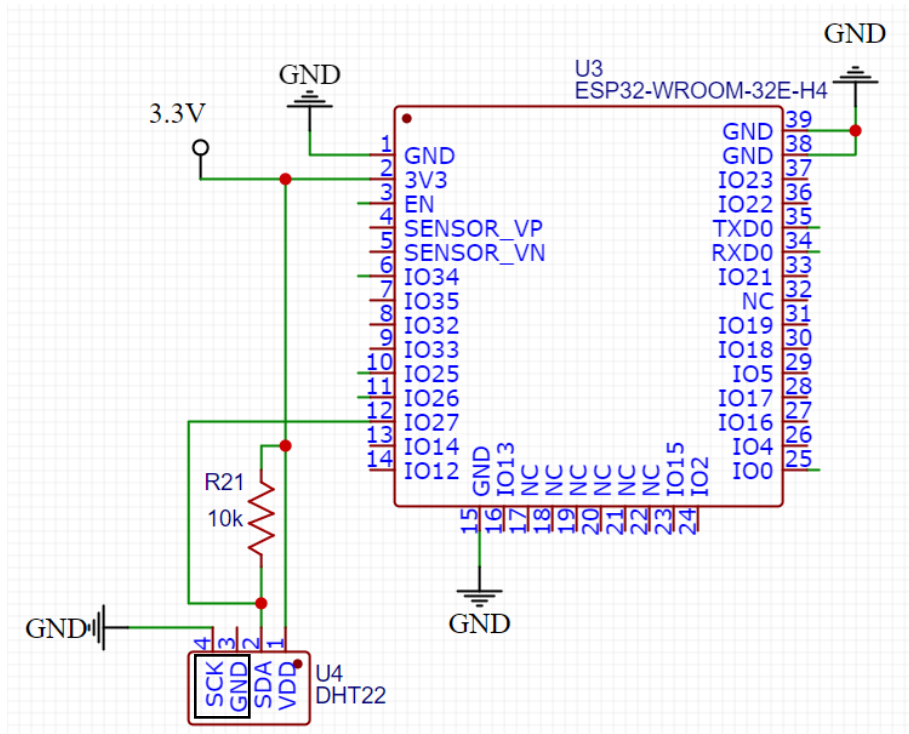 GND
GND
3.3V
U3
ESP32-WROOM-32E-H4
1 GND
2 3V3
3 EN
4 SENSOR_VP
5 SENSOR_VN
6 IO34
7 IO35
8 IO32
9 IO33
10 IO25
11 IO26
12 IO27
13 IO14
14 IO12
GND 39
GND 38
IO23 37
IO22 36
TXD0 35
RXD0 34
IO21 33
NC 32
IO19 31
IO18 30
IO5 29
IO17 28
IO16 27
IO4 26
IO0 25
GND 15
IO13 16
NC 17
NC 18
NC 19
NC 20
NC 21
NC 22
IO15 23
IO2 24
GND
R21
10k
GND
4 SCK
3 GND
2 SDA
1 VDD
U4
DHT22